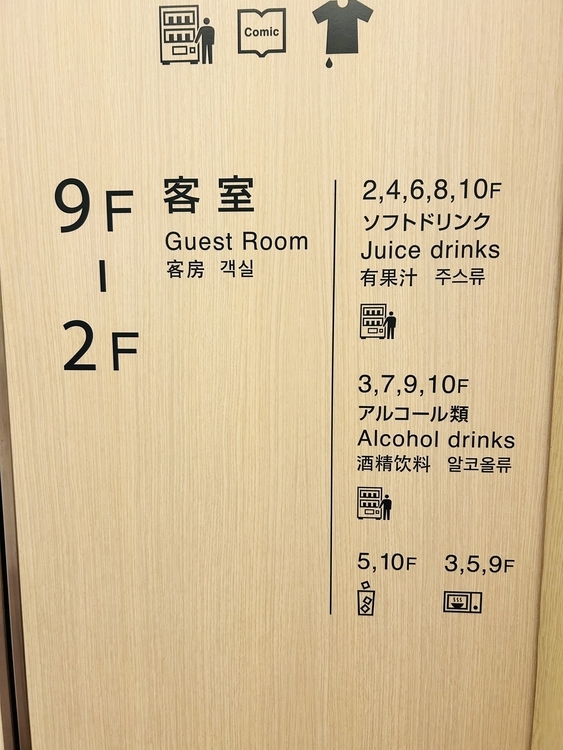 Comic
9F
客室
Guest Room
客房 객실
|
2F
2,4,6,8,10F
ソフトドリンク
Juice drinks
有果汁 주스류
3,7,9,10F
アルコール類
Alcohol drinks
酒精饮料 알코올류
5,10F 3,5,9F